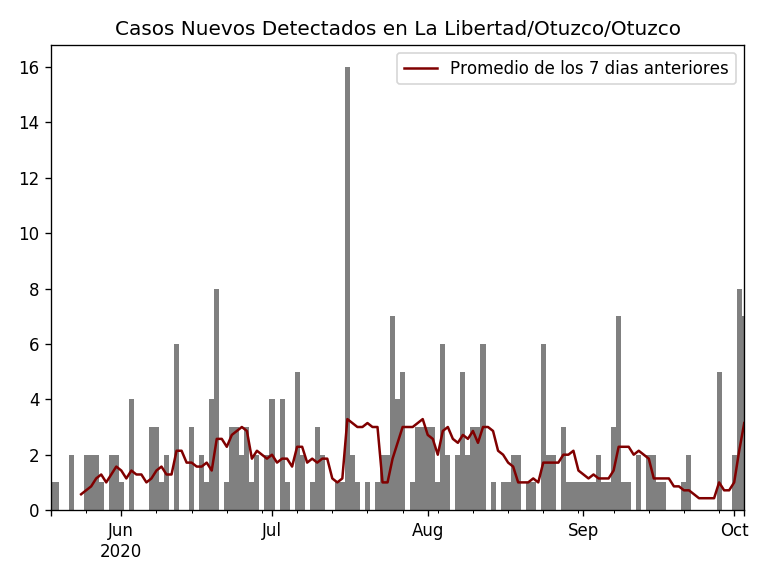 Casos Nuevos Detectados en La Libertad/Otuzco/Otuzco
Promedio de los 7 dias anteriores
16
14
12
10
8
6
4
2
0
Jun
2020
Jul
Aug
Sep
Oct